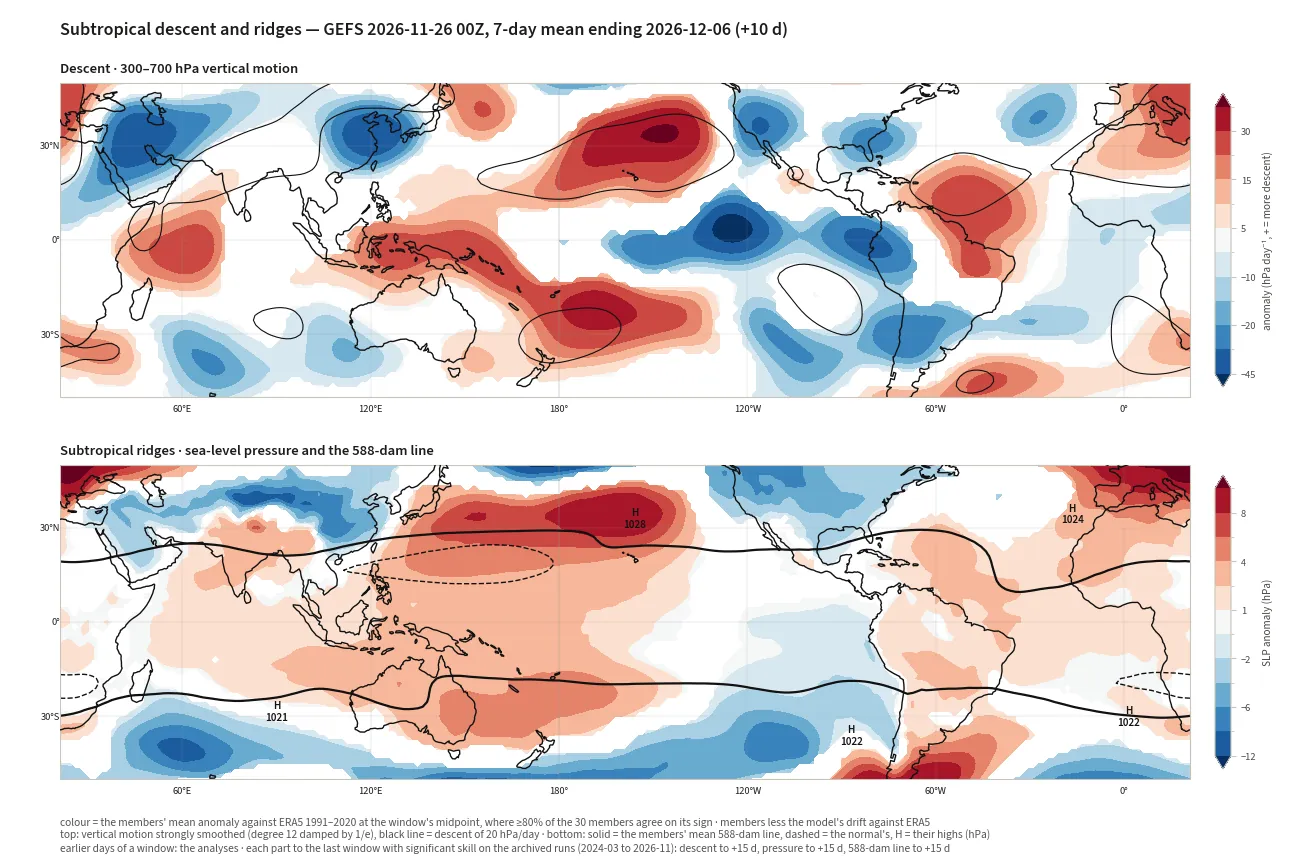 Subtropical descent and ridges — GEFS 2026-11-26 00Z, 7-day mean ending 2026-12-06 (+10 d)
Descent · 300–700 hPa vertical motion
30°N
0°
30°S
60°E
120°E
180°
120°W
60°W
0°
30
15
5
−10
−20
−45
anomaly (hPa day⁻¹, + = more descent)
Subtropical ridges · sea-level pressure and the 588-dam line
H
1028
H
1024
H
1021
H
1022
H
1022
30°N
0°
30°S
60°E
120°E
180°
120°W
60°W
0°
8
4
1
−2
−6
−12
SLP anomaly (hPa)
colour = the members' mean anomaly against ERA5 1991–2020 at the window's midpoint, where ≥80% of the 30 members agree on its sign · members less the model's drift against ERA5
top: vertical motion strongly smoothed (degree 12 damped by 1/e), black line = descent of 20 hPa/day · bottom: solid = the members' mean 588-dam line, dashed = the normal's, H = their highs (hPa)
earlier days of a window: the analyses · each part to the last window with significant skill on the archived runs (2024-03 to 2026-11): descent to +15 d, pressure to +15 d, 588-dam line to +15 d